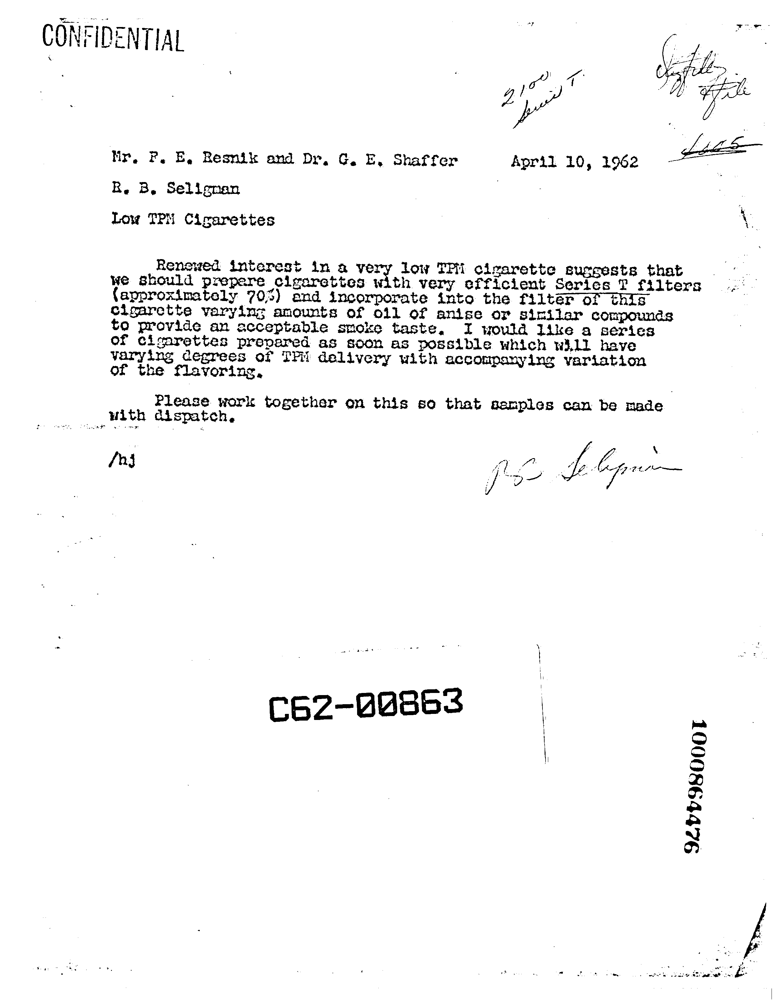 CONFIDENTIAL
2100
Series T.
& file
Mr. F. E. Resnik and Dr. G. E. Shaffer April 10, 1962
R. B. Seligman
Low TPM Cigarettes
Renewed interest in a very low TPM cigarette suggests that
we should prepare cigarettes with very efficient Series T filters
(approximately 70%) and incorporate into the filter of this
cigarette varying amounts of oil of anise or similar compounds
to provide an acceptable smoke taste. I would like a series
of cigarettes prepared as soon as possible which will have
varying degrees of TPM delivery with accompanying variation
of the flavoring.
Please work together on this so that samples can be made
with dispatch.
/hj
RB Seligman
C62-00863
1000864476